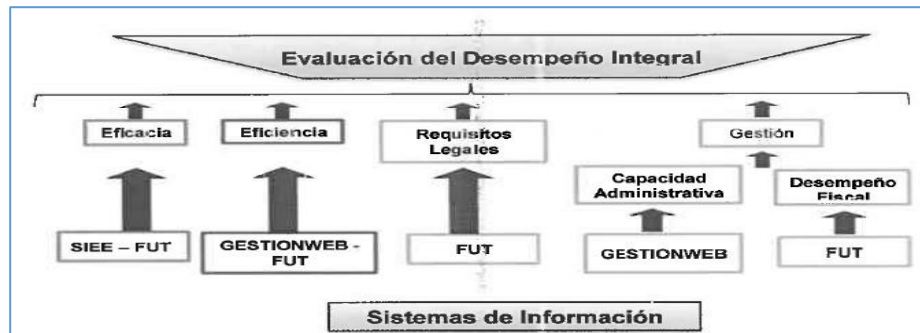 Evaluación del Desempeño Integral
Eficacia
Eficiencia
Requisitos
Legales
Gestión
Capacidad
Administrativa
Desempeño
Fiscal
SIEE – FUT
GESTIONWEB -
FUT
FUT
GESTIONWEB
FUT
Sistemas de Información